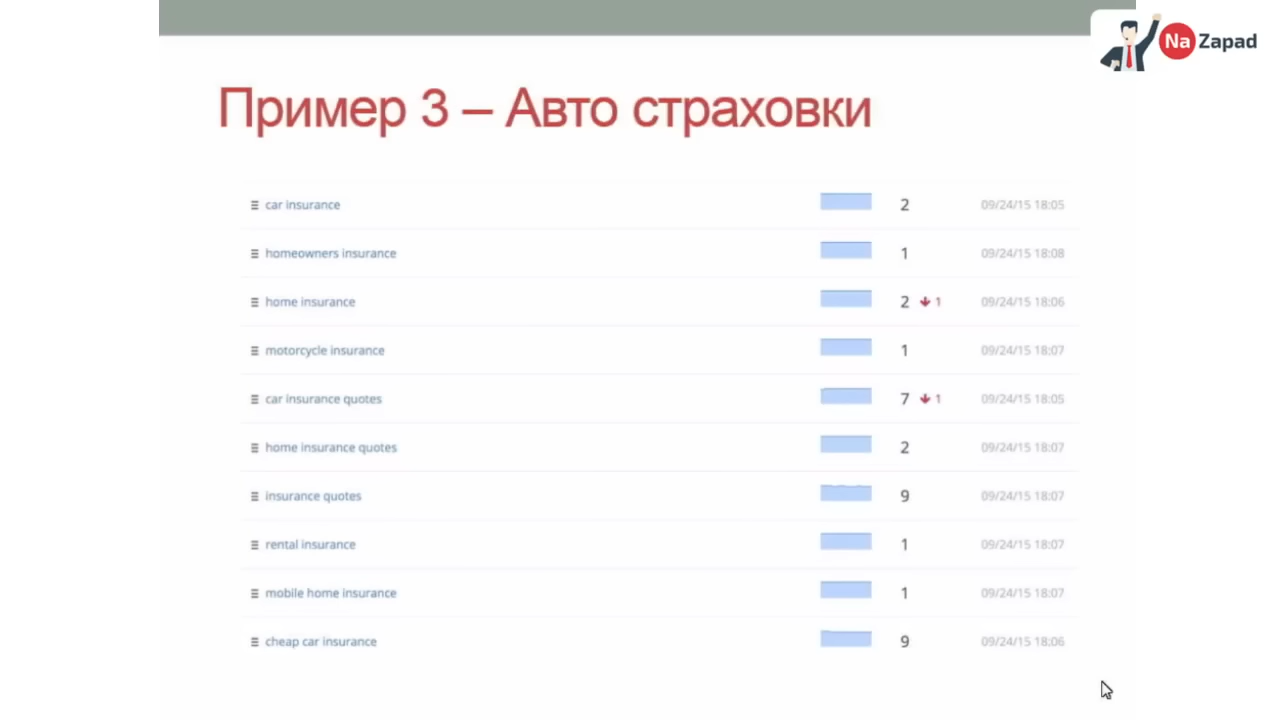 Na Zapad
Пример 3 – Авто страховки
car insurance 2 09/24/15 18:05
homeowners insurance 1 09/24/15 18:08
home insurance 2 1 09/24/15 18:06
motorcycle insurance 1 09/24/15 18:07
car insurance quotes 7 1 09/24/15 18:05
home insurance quotes 2 09/24/15 18:07
insurance quotes 9 09/24/15 18:07
rental insurance 1 09/24/15 18:07
mobile home insurance 1 09/24/15 18:07
cheap car insurance 9 09/24/15 18:06